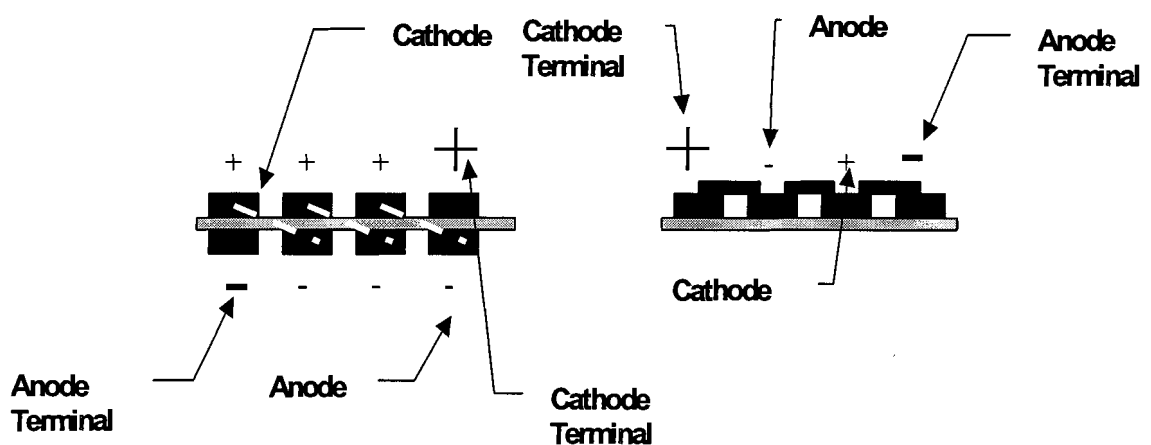 Cathode
Cathode
Terminal
Anode
Anode
Terminal
+ + + +
- - - -
+ - + -
Cathode
Anode
Terminal
Anode
Cathode
Terminal